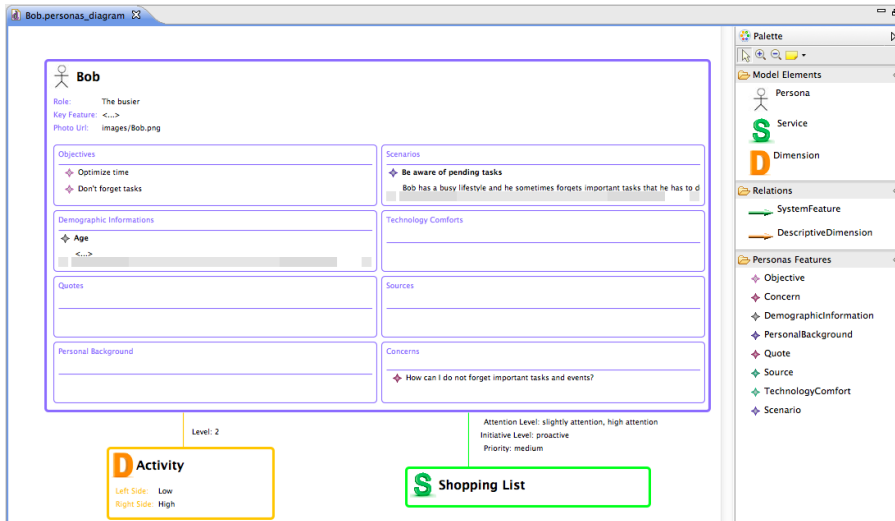 Bob.personas_diagram
Bob
Role: The busier
Key Feature: <...>
Photo Url: images/Bob.png
Objectives
Optimize time
Don't forget tasks
Scenarios
Be aware of pending tasks
Bob has a busy lifestyle and he sometimes forgets important tasks that he has to d
Demographic Informations
Age
<...>
Technology Comforts
Quotes
Sources
Personal Background
Concerns
How can I do not forget important tasks and events?
Level: 2
Attention Level: slightly attention, high attention
Initiative Level: proactive
Priority: medium
D Activity
Left Side: Low
Right Side: High
S Shopping List
Palette
Model Elements
Persona
S Service
D Dimension
Relations
SystemFeature
DescriptiveDimension
Personas Features
Objective
Concern
DemographicInformation
PersonalBackground
Quote
Source
TechnologyComfort
Scenario